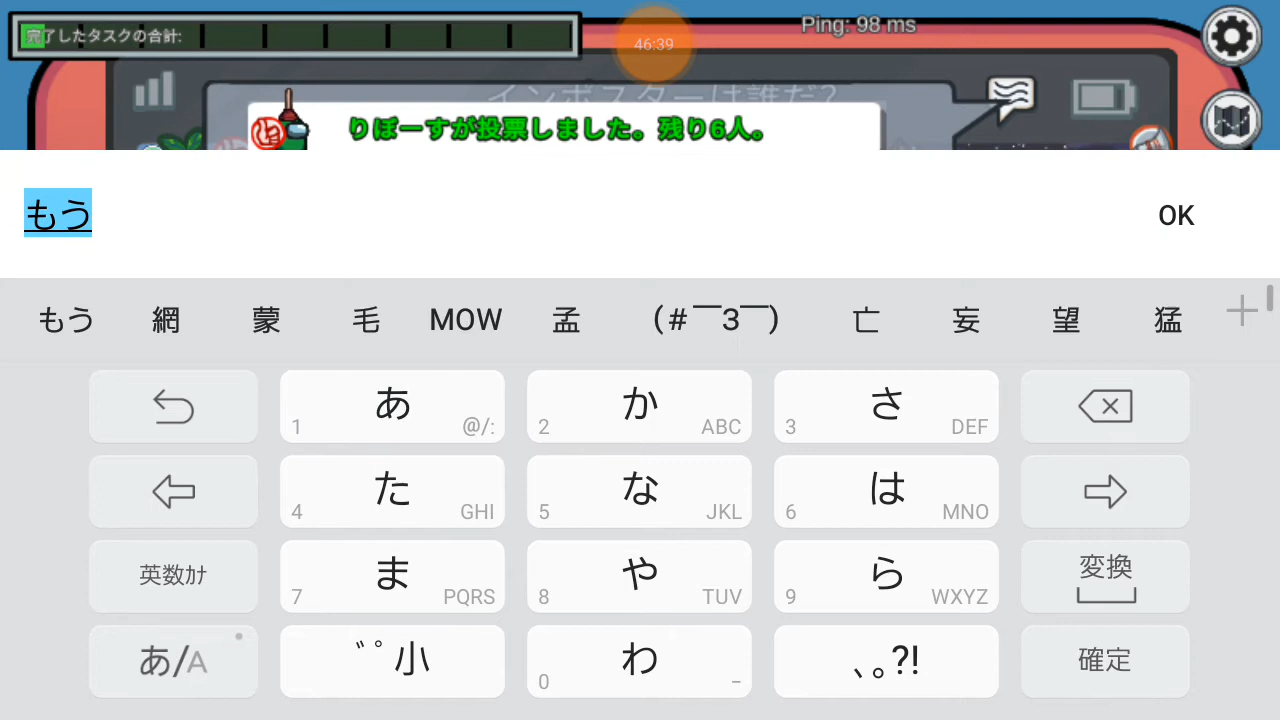 完了したタスクの合計:
46:39
Ping: 98 ms
インポスターは誰だ?
りぼーすが投票しました。残り6人。
もう
OK
もう 網 蒙 毛 MOW 孟 (#￣3￣) 亡 妄 望 猛
1 あ @/: 2 か ABC 3 さ DEF
4 た GHI 5 な JKL 6 は MNO
英数カナ 7 ま PQRS 8 や TUV 9 ら WXYZ 変換
あ/A ゛゜小 0 わ - 、。?! 確定